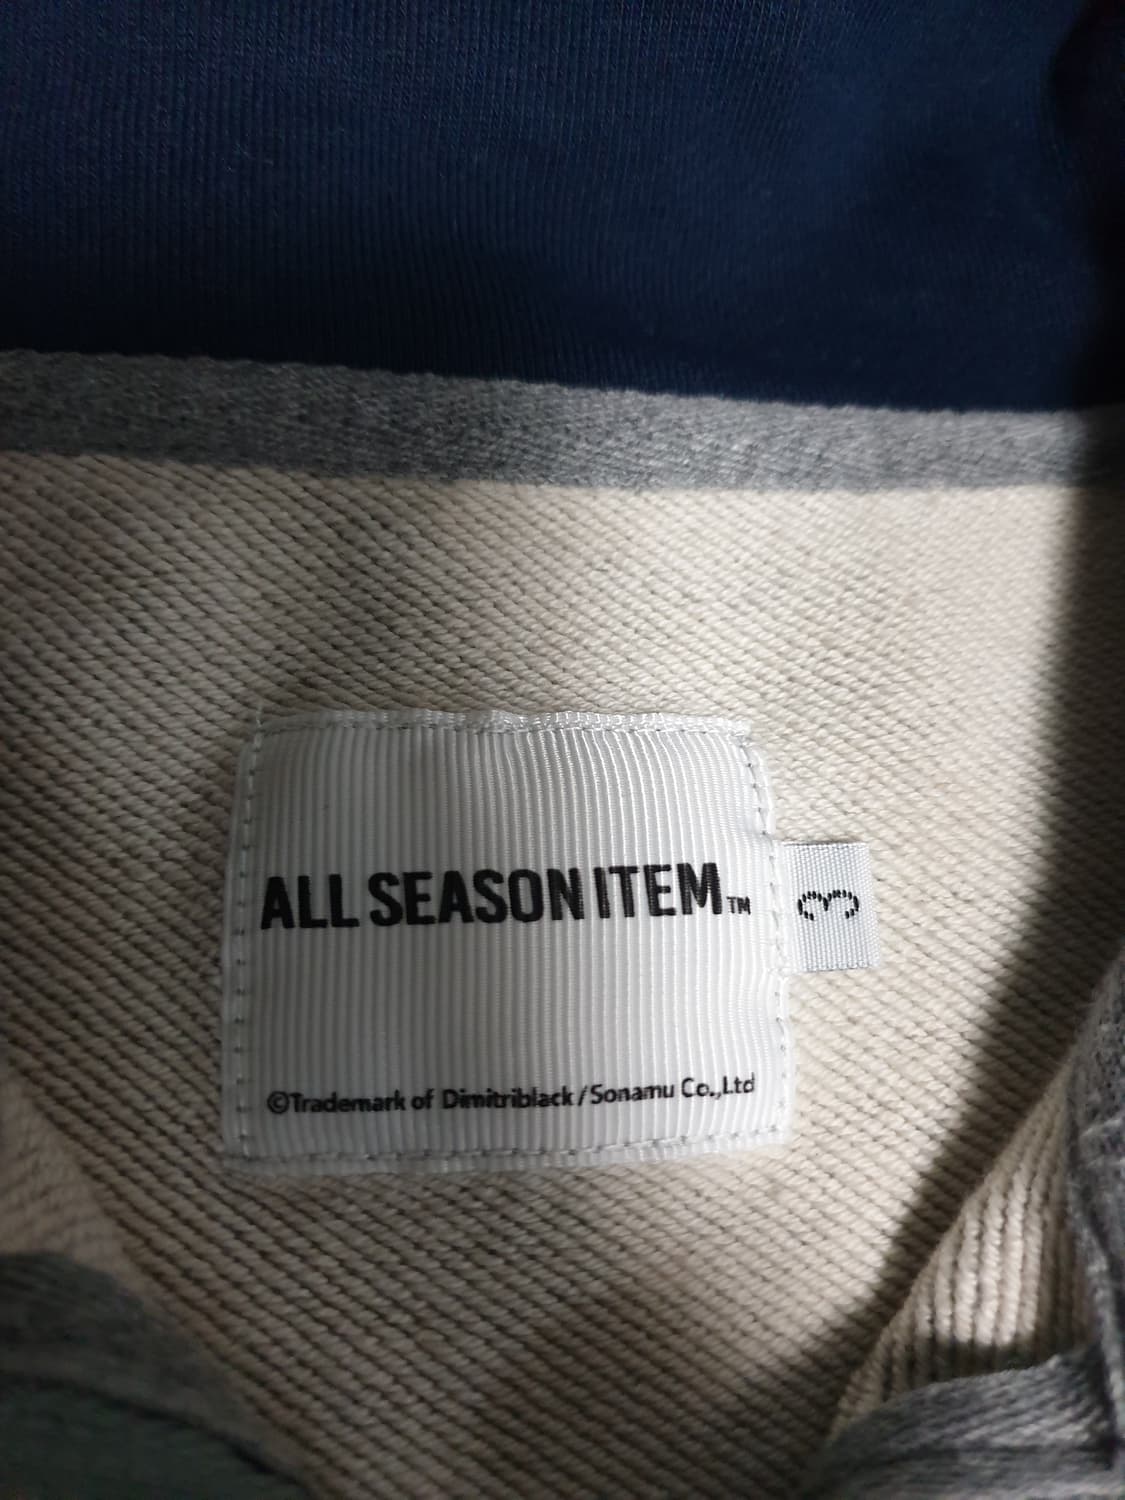 ALL SEASON ITEM™
3
©Trademark of Dimitriblack/Sonamu Co.,Ltd